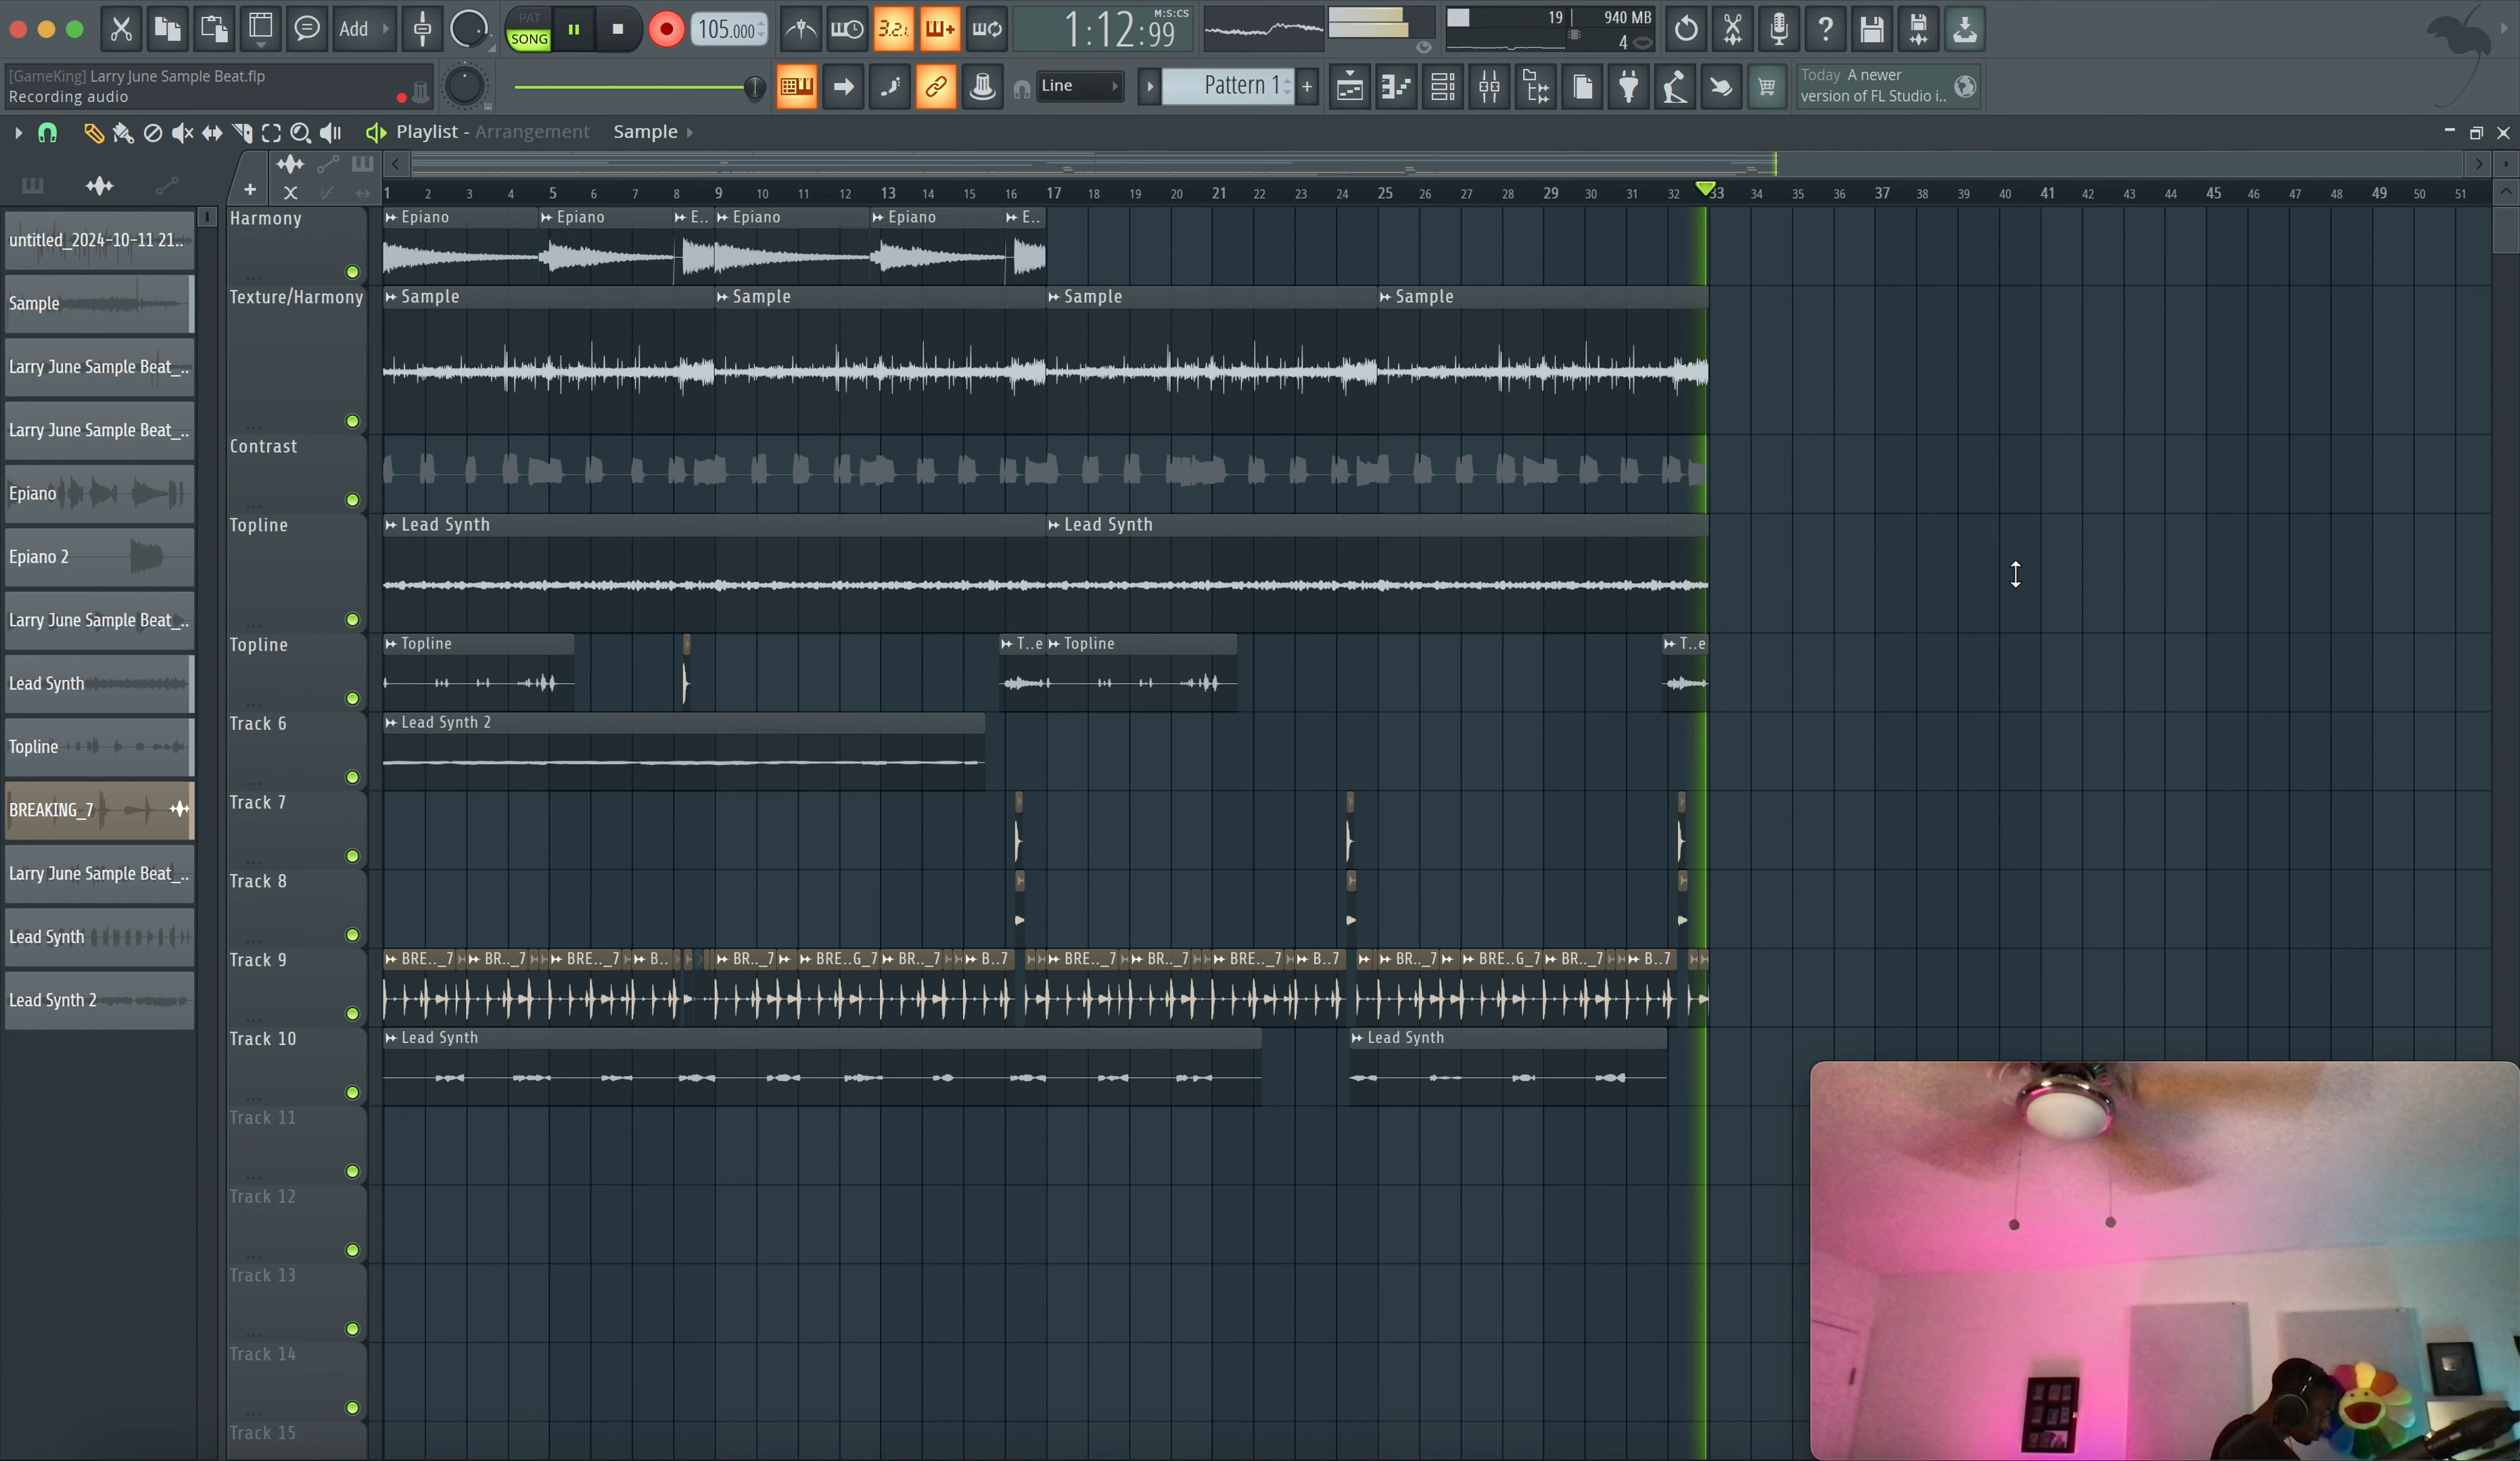 Add
PAT
SONG
105.000
3.2.
1:12:99
M:S:CS
19
940 MB
4
?
[GameKing] Larry June Sample Beat.flp
Recording audio
Line
Pattern 1
+
Today A newer
version of FL Studio i..
Playlist - Arrangement
Sample
+
1 2 3 4 5 6 7 8 9 10 11 12 13 14 15 16 17 18 19 20 21 22 23 24 25 26 27 28 29 30 31 32 33 34 35 36 37 38 39 40 41 42 43 44 45 46 47 48 49 50 51
untitled_2024-10-11 21..
Sample
Larry June Sample Beat_..
Larry June Sample Beat_..
Epiano
Epiano 2
Larry June Sample Beat_..
Lead Synth
Topline
BREAKING_7
Larry June Sample Beat_..
Lead Synth
Lead Synth 2
Harmony
Epiano Epiano E.. Epiano Epiano E..
Texture/Harmony
Sample Sample Sample Sample
Contrast
Topline
Lead Synth Lead Synth
Topline
Topline T..e Topline T..e
Track 6
Lead Synth 2
Track 7
Track 8
Track 9
BRE.._7 BR.._7 BRE.._7 B.. BR.._7 BRE..G_7 BR.._7 B..7 BRE.._7 BR.._7 BRE.._7 B..7 BR.._7 BRE..G_7 BR.._7 B..7
Track 10
Lead Synth Lead Synth
Track 11
Track 12
Track 13
Track 14
Track 15